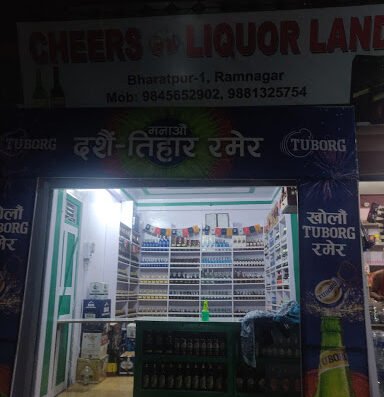 CHEERS LIQUOR LAND
Bharatpur-1, Ramnagar
Mob: 9845652902, 9881325754
मनाऔं
TUBORG दशैं-तिहार रमेर TUBORG
खोलौं
TUBORG
रमेर
खोलौं
TUBORG
रमेर